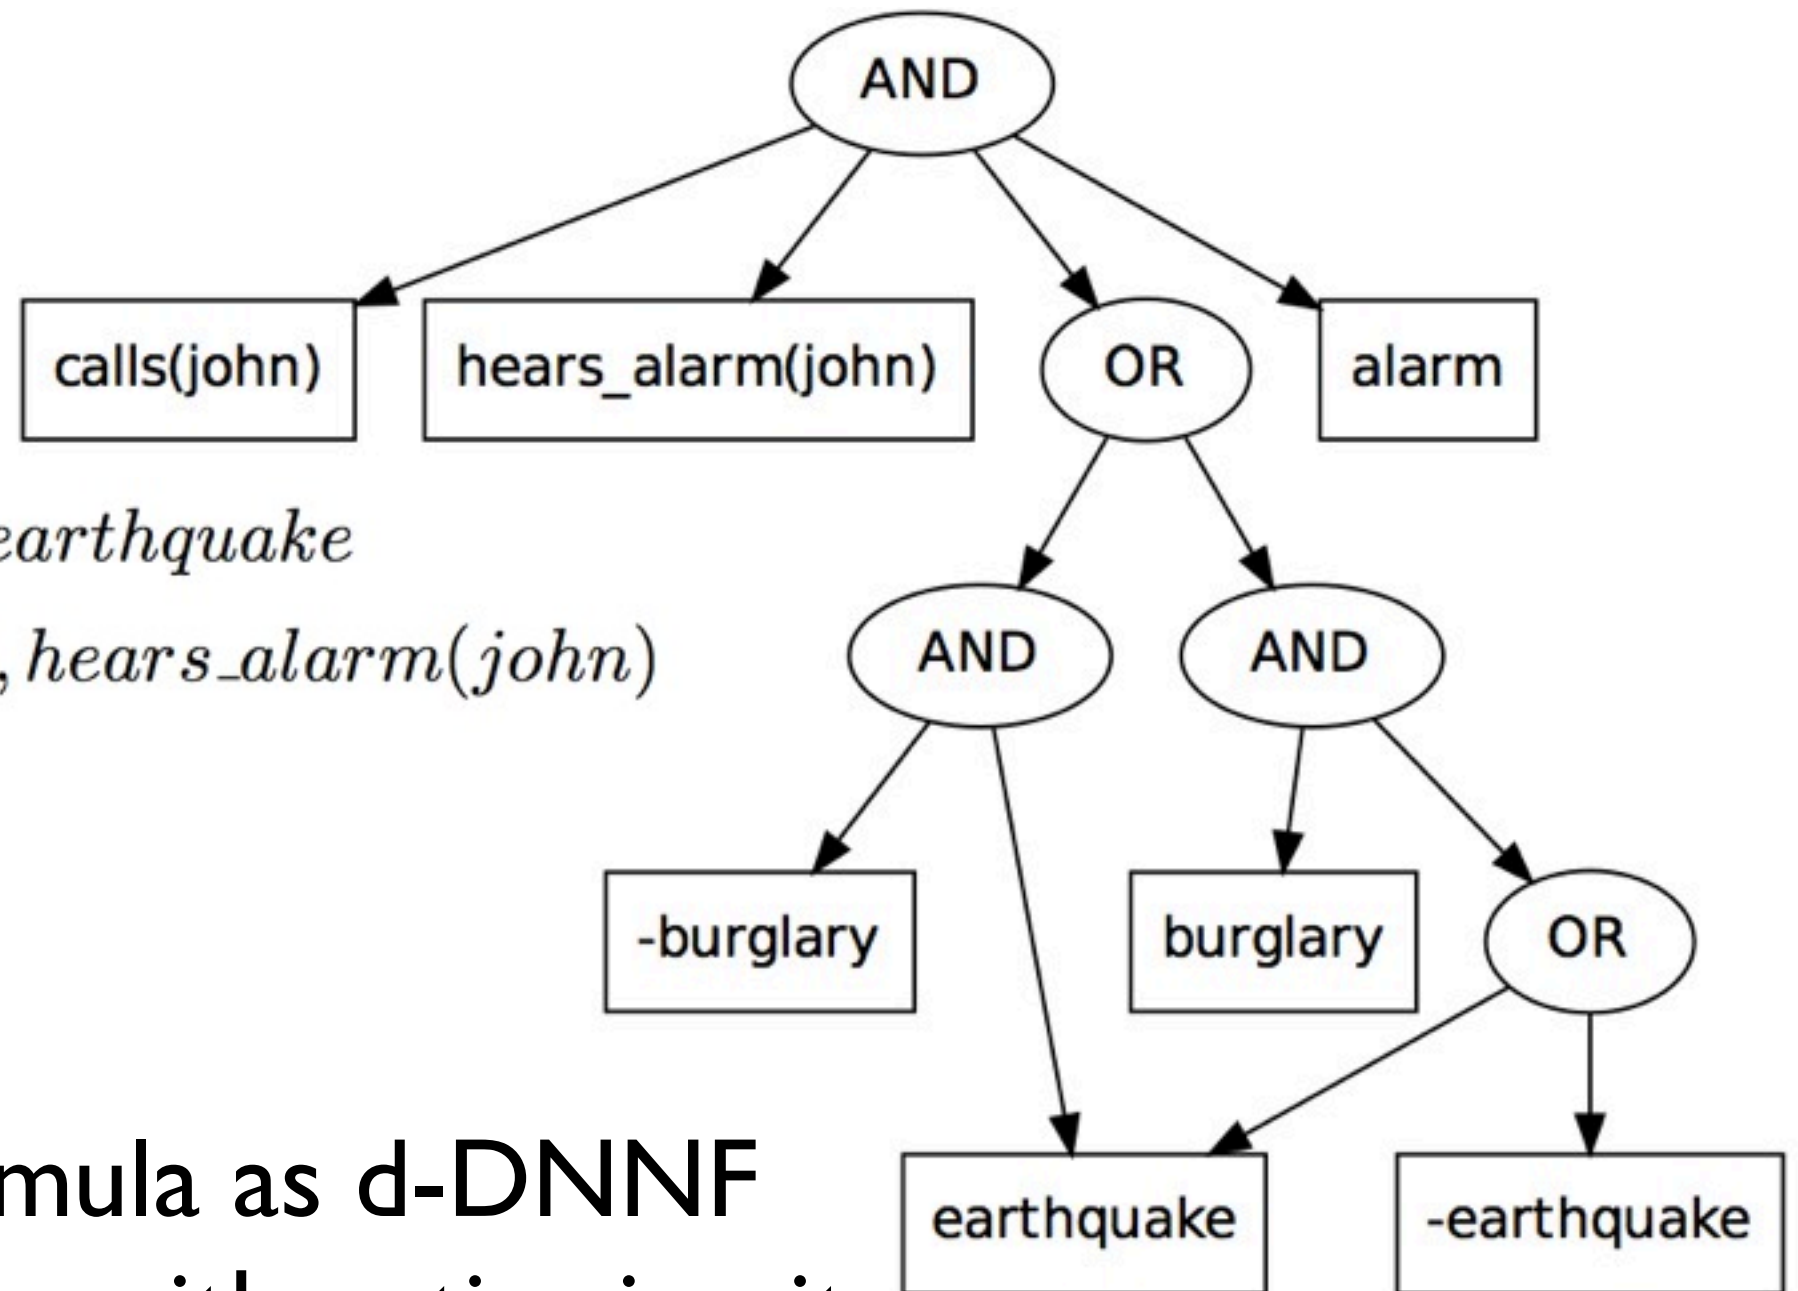 AND
calls(john) hears_alarm(john) OR alarm
earthquake
, hears_alarm(john)
AND AND
-burglary burglary OR
mula as d-DNNF
earthquake -earthquake